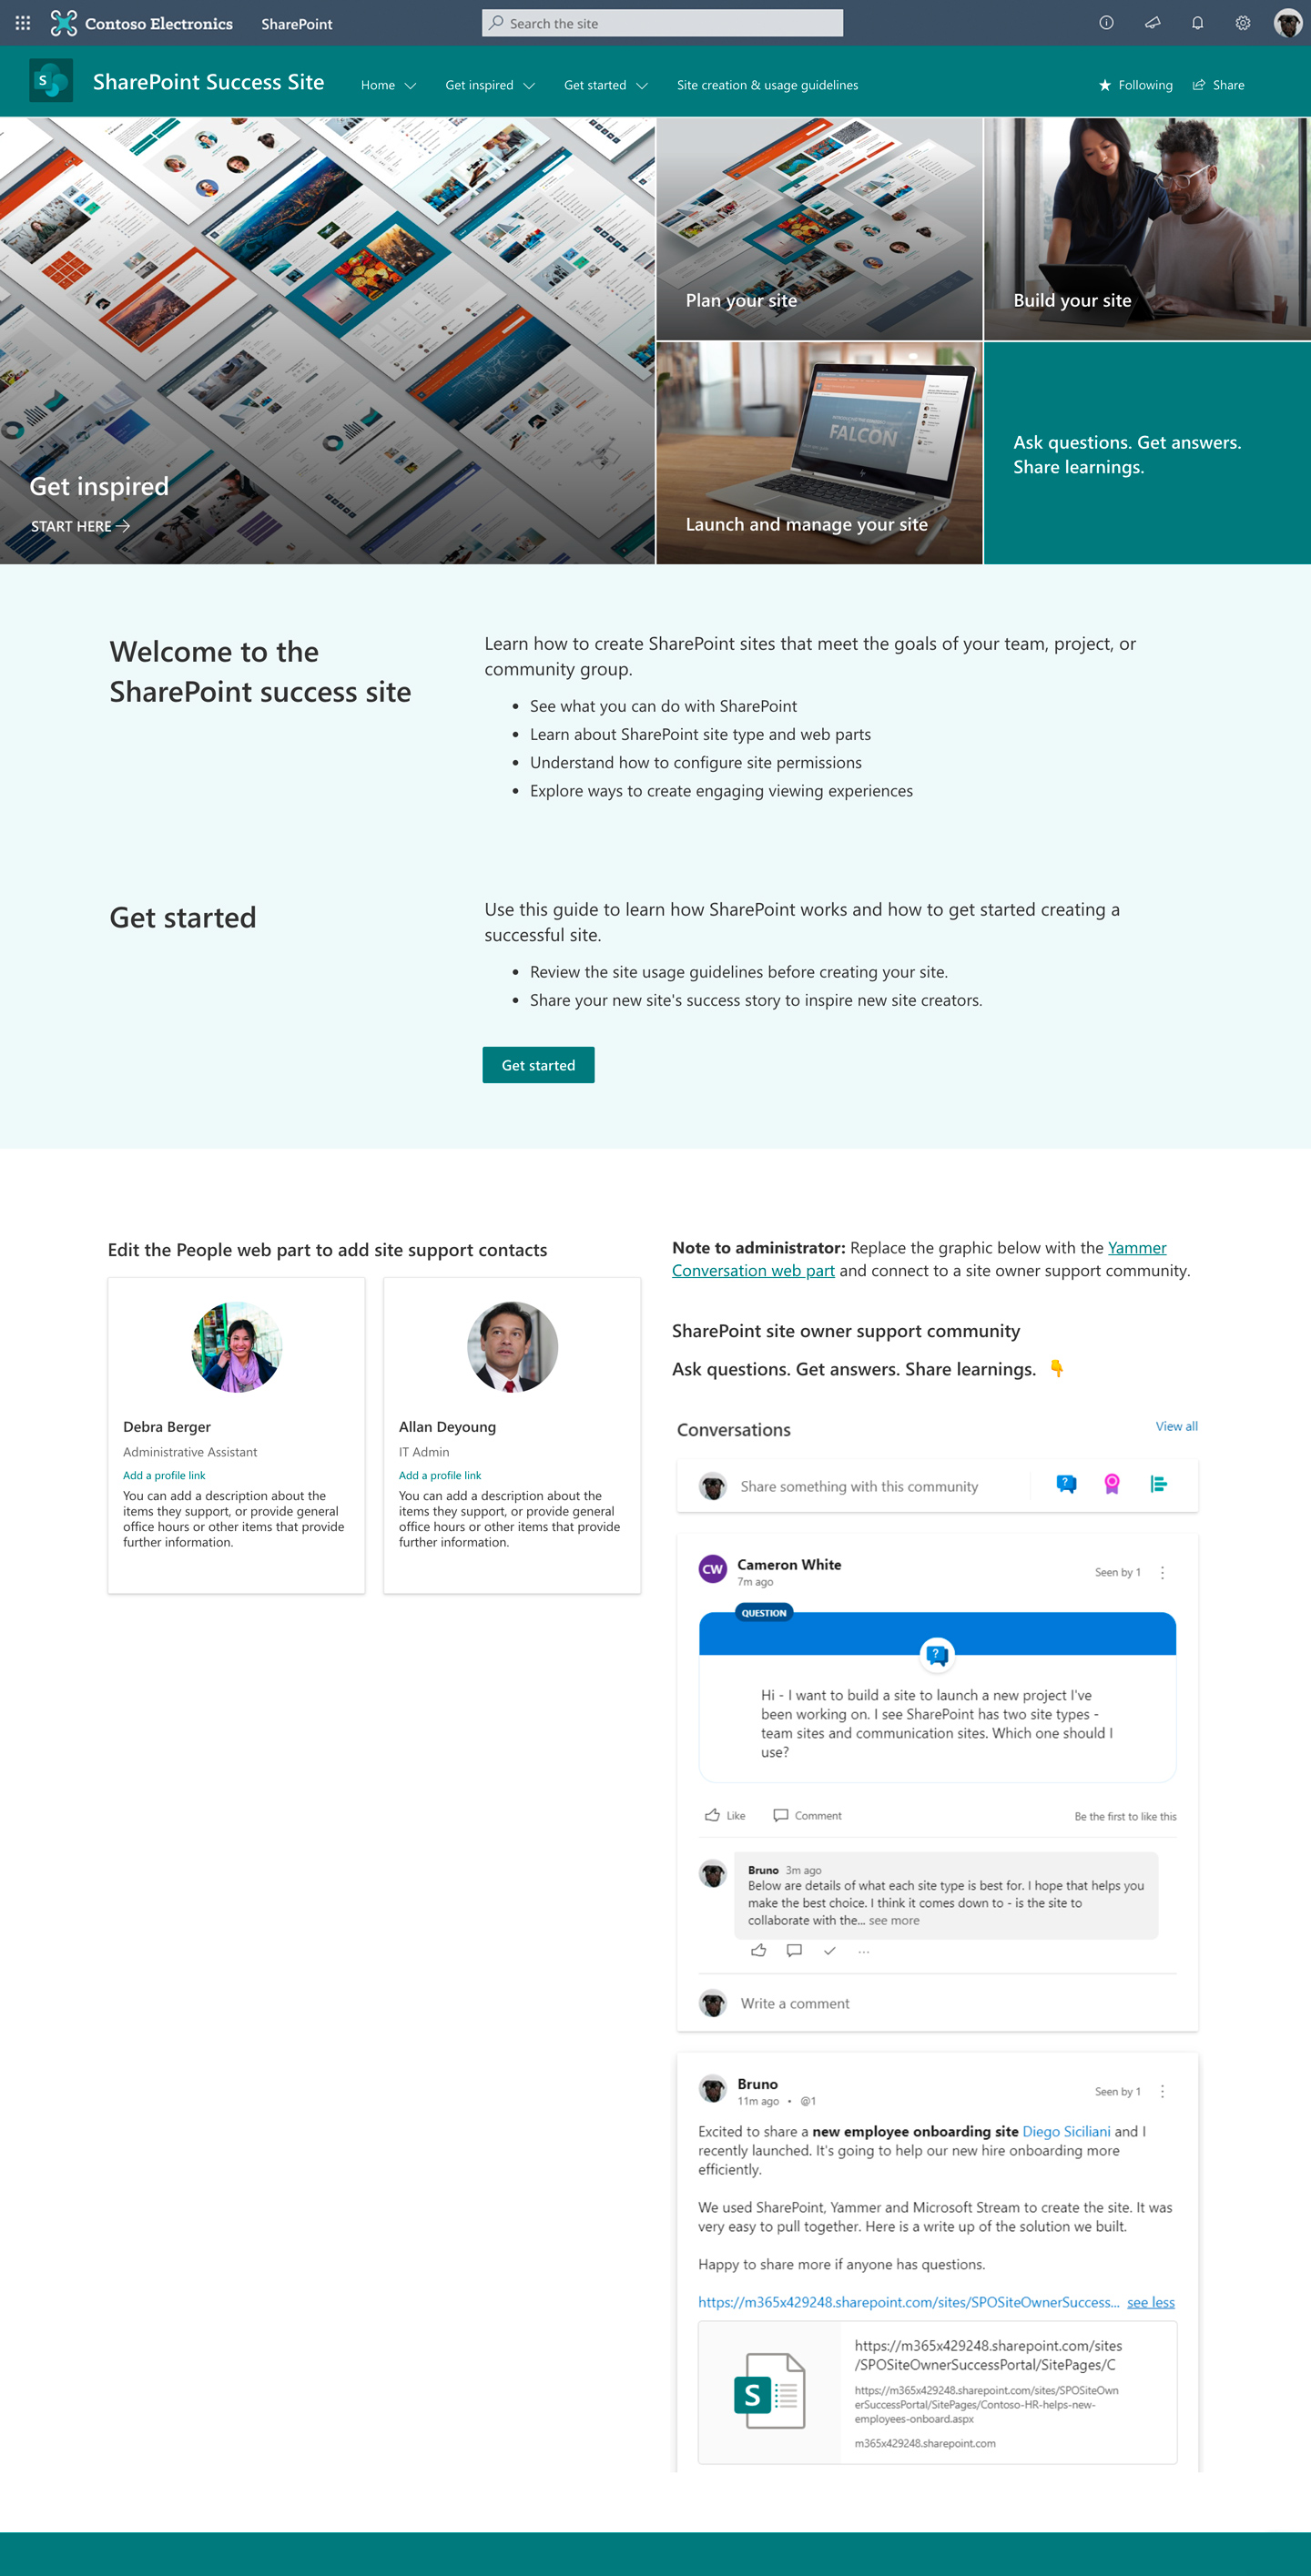 Contoso Electronics
SharePoint
Search the site
SharePoint Success Site
Home
Get inspired
Get started
Site creation & usage guidelines
Following
Share
Get inspired
START HERE
Plan your site
Build your site
FALCON
Launch and manage your site
Ask questions. Get answers.
Share learnings.
Welcome to the
SharePoint success site
Learn how to create SharePoint sites that meet the goals of your team, project, or
community group.
• See what you can do with SharePoint
• Learn about SharePoint site type and web parts
• Understand how to configure site permissions
• Explore ways to create engaging viewing experiences
Get started
Use this guide to learn how SharePoint works and how to get started creating a
successful site.
• Review the site usage guidelines before creating your site.
• Share your new site's success story to inspire new site creators.
Get started
Edit the People web part to add site support contacts
Debra Berger
Administrative Assistant
Add a profile link
You can add a description about the
items they support, or provide general
office hours or other items that provide
further information.
Allan Deyoung
IT Admin
Add a profile link
You can add a description about the
items they support, or provide general
office hours or other items that provide
further information.
Note to administrator: Replace the graphic below with the Yammer
Conversation web part and connect to a site owner support community.
SharePoint site owner support community
Ask questions. Get answers. Share learnings. 👇
Conversations
View all
Share something with this community
CW
Cameron White
7m ago
Seen by 1
QUESTION
Hi - I want to build a site to launch a new project I've
been working on. I see SharePoint has two site types -
team sites and communication sites. Which one should I
use?
Like
Comment
Be the first to like this
Bruno 3m ago
Below are details of what each site type is best for. I hope that helps you
make the best choice. I think it comes down to - is the site to
collaborate with the... see more
Write a comment
Bruno
11m ago • @1
Seen by 1
Excited to share a new employee onboarding site Diego Siciliani and I
recently launched. It's going to help our new hire onboarding more
efficiently.
We used SharePoint, Yammer and Microsoft Stream to create the site. It was
very easy to pull together. Here is a write up of the solution we built.
Happy to share more if anyone has questions.
https://m365x429248.sharepoint.com/sites/SPOSiteOwnerSuccess... see less
https://m365x429248.sharepoint.com/sites
/SPOSiteOwnerSuccessPortal/SitePages/C
https://m365x429248.sharepoint.com/sites/SPOSiteOwn
erSuccessPortal/SitePages/Contoso-HR-helps-new-
employees-onboard.aspx
m365x429248.sharepoint.com